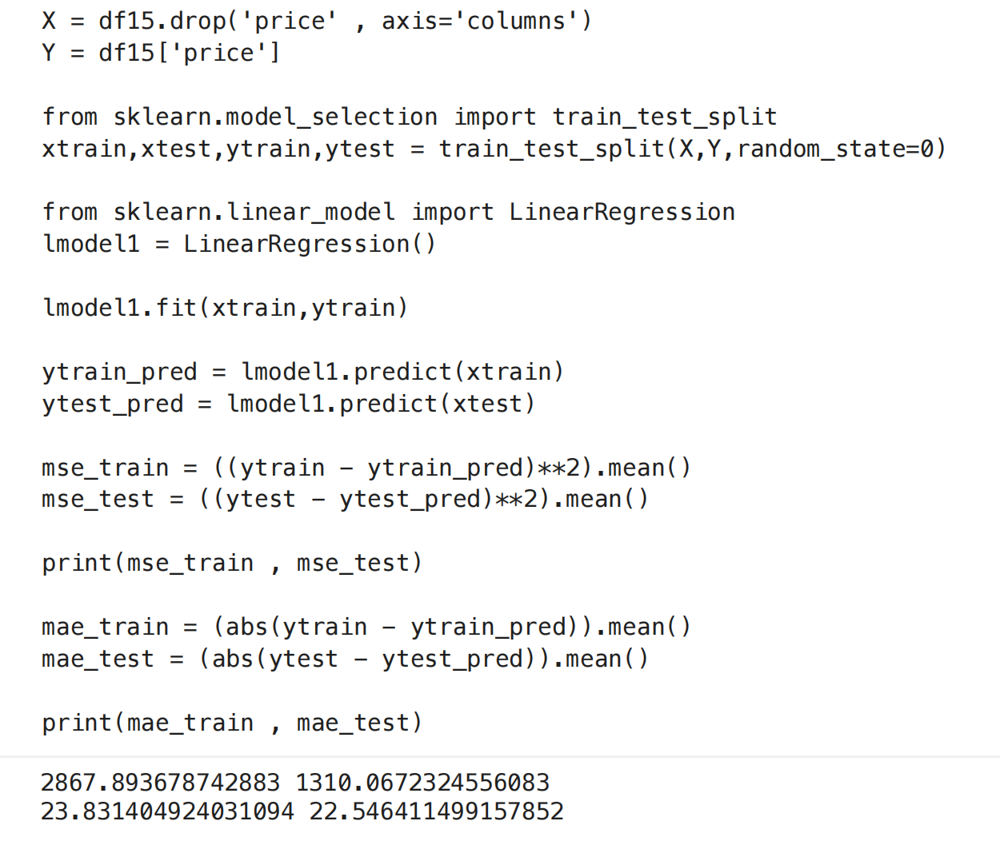 X = df15.drop('price' , axis='columns')
Y = df15['price']
from sklearn.model_selection import train_test_split
xtrain,xtest,ytrain,ytest = train_test_split(X,Y,random_state=0)
from sklearn.linear_model import LinearRegression
lmodel1 = LinearRegression()
lmodel1.fit(xtrain,ytrain)
ytrain_pred = lmodel1.predict(xtrain)
ytest_pred = lmodel1.predict(xtest)
mse_train = ((ytrain - ytrain_pred)**2).mean()
mse_test = ((ytest - ytest_pred)**2).mean()
print(mse_train , mse_test)
mae_train = (abs(ytrain - ytrain_pred)).mean()
mae_test = (abs(ytest - ytest_pred)).mean()
print(mae_train , mae_test)
2867.893678742883 1310.0672324556083
23.831404924031094 22.546411499157852